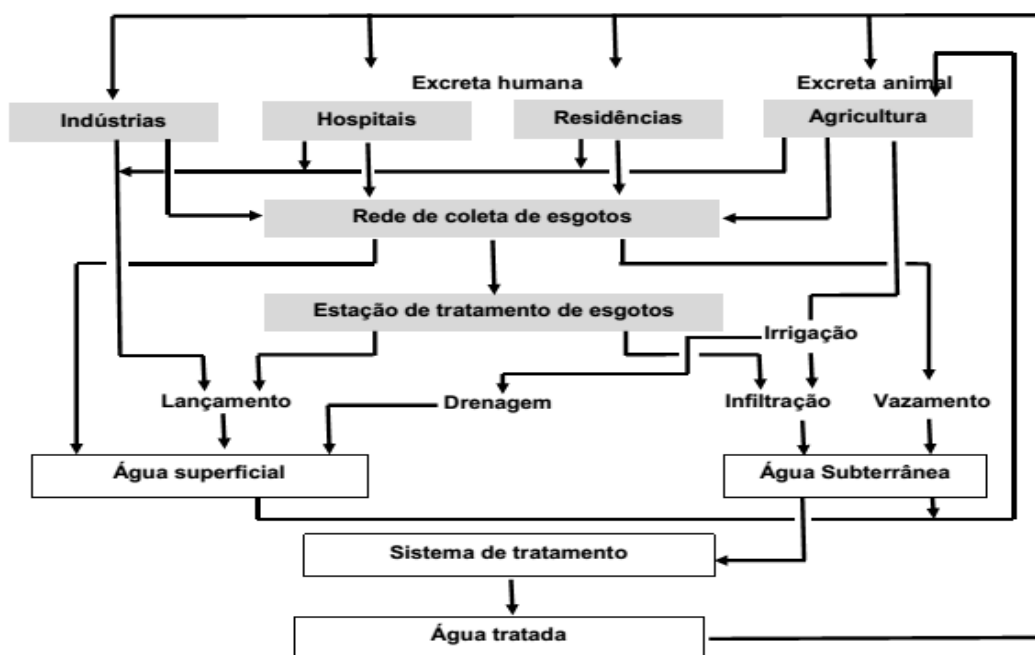 Excreta humana
Excreta animal
Indústrias
Hospitais
Residências
Agricultura
Rede de coleta de esgotos
Estação de tratamento de esgotos
Irrigação
Lançamento
Drenagem
Infiltração
Vazamento
Água superficial
Água Subterrânea
Sistema de tratamento
Água tratada